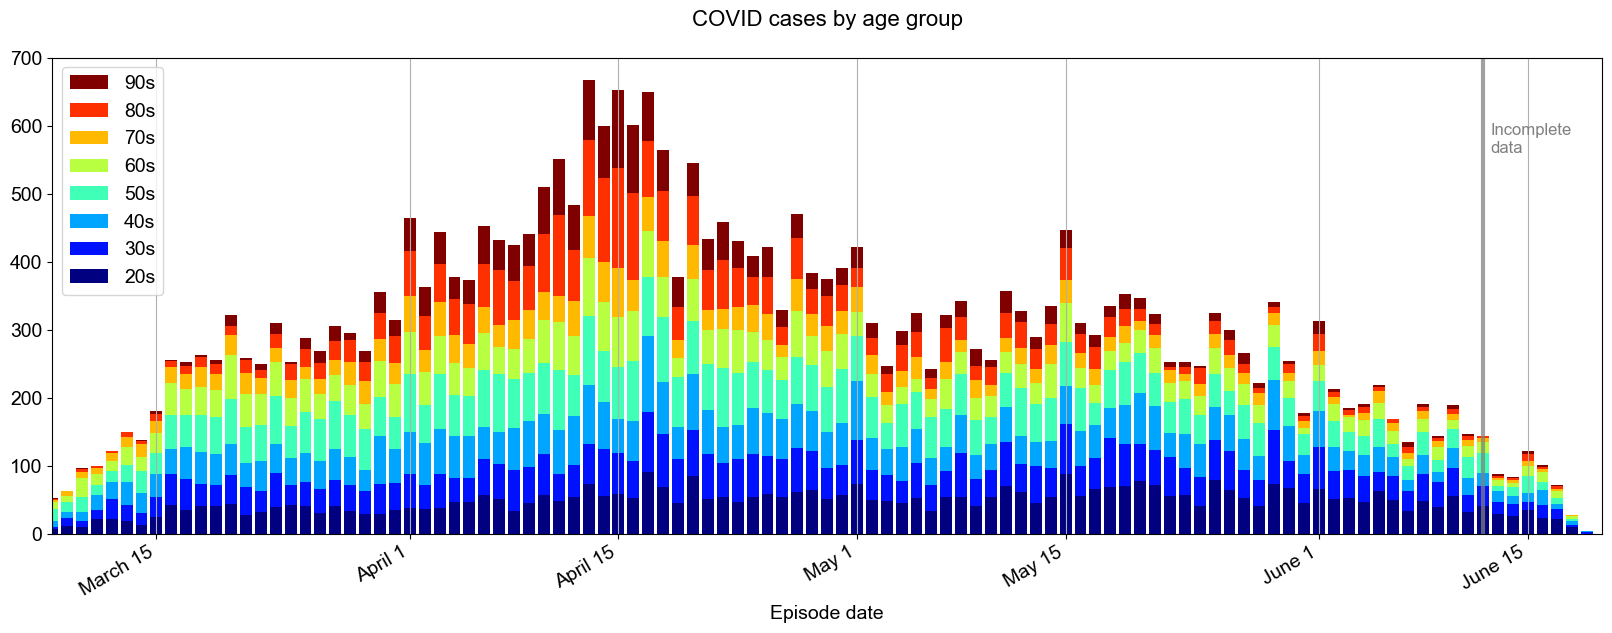 COVID cases by age group
700
600
500
400
300
200
100
0
90s
80s
70s
60s
50s
40s
30s
20s
Incomplete
data
March 15
April 1
April 15
May 1
May 15
June 1
June 15
Episode date